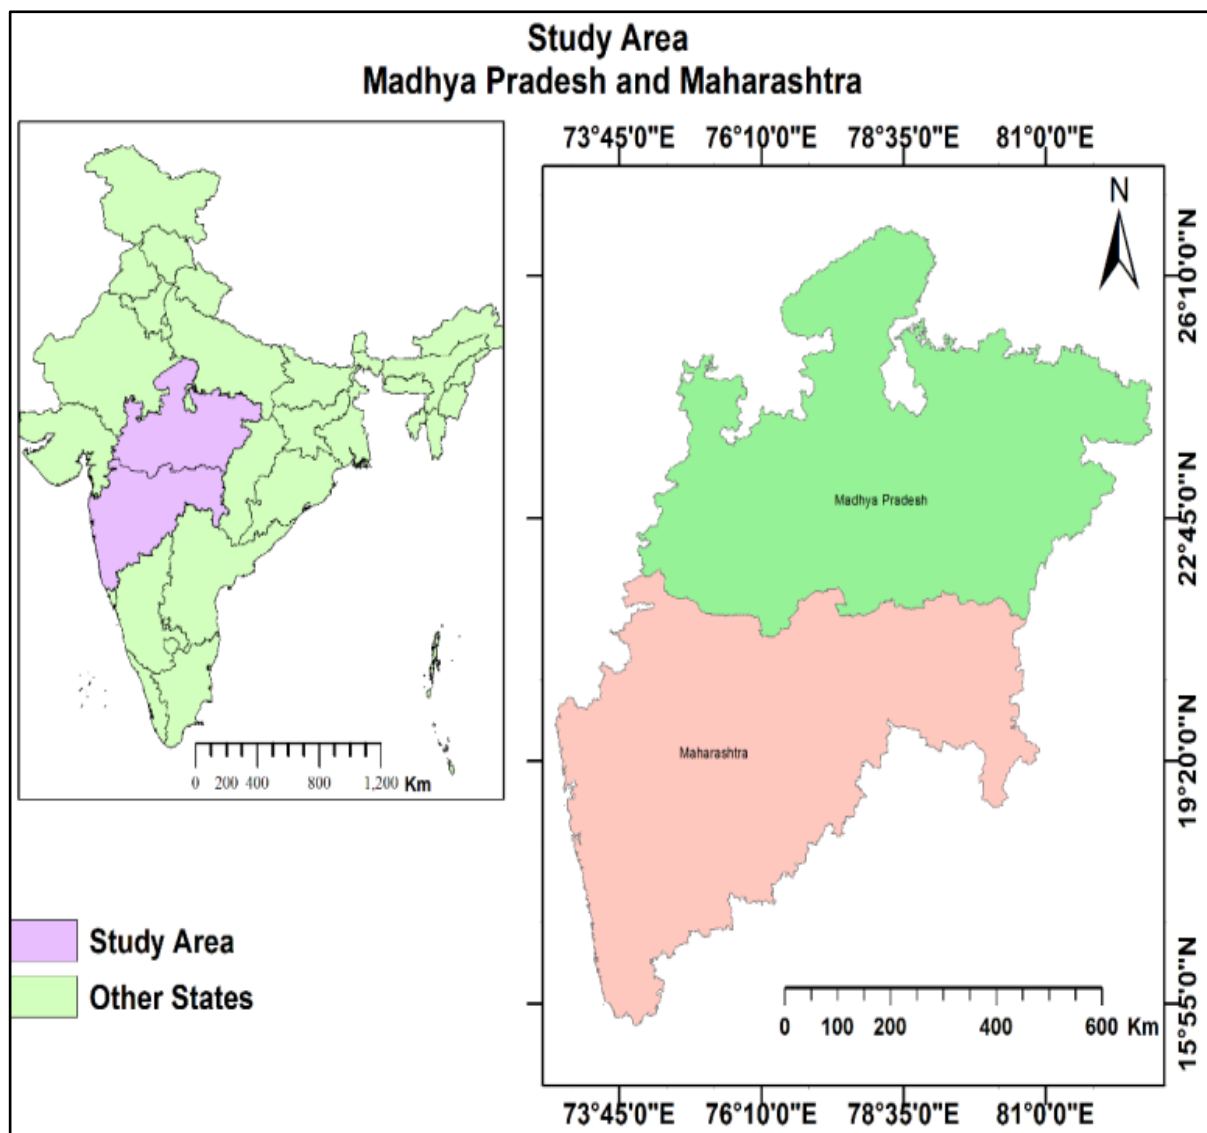 Study Area
Madhya Pradesh and Maharashtra
73°45'0"E 76°10'0"E 78°35'0"E 81°0'0"E
N
26°10'0"N
22°45'0"N
19°20'0"N
15°55'0"N
Madhya Pradesh
Maharashtra
0 200 400 800 1,200 Km
Study Area
Other States
0 100 200 400 600 Km
73°45'0"E 76°10'0"E 78°35'0"E 81°0'0"E